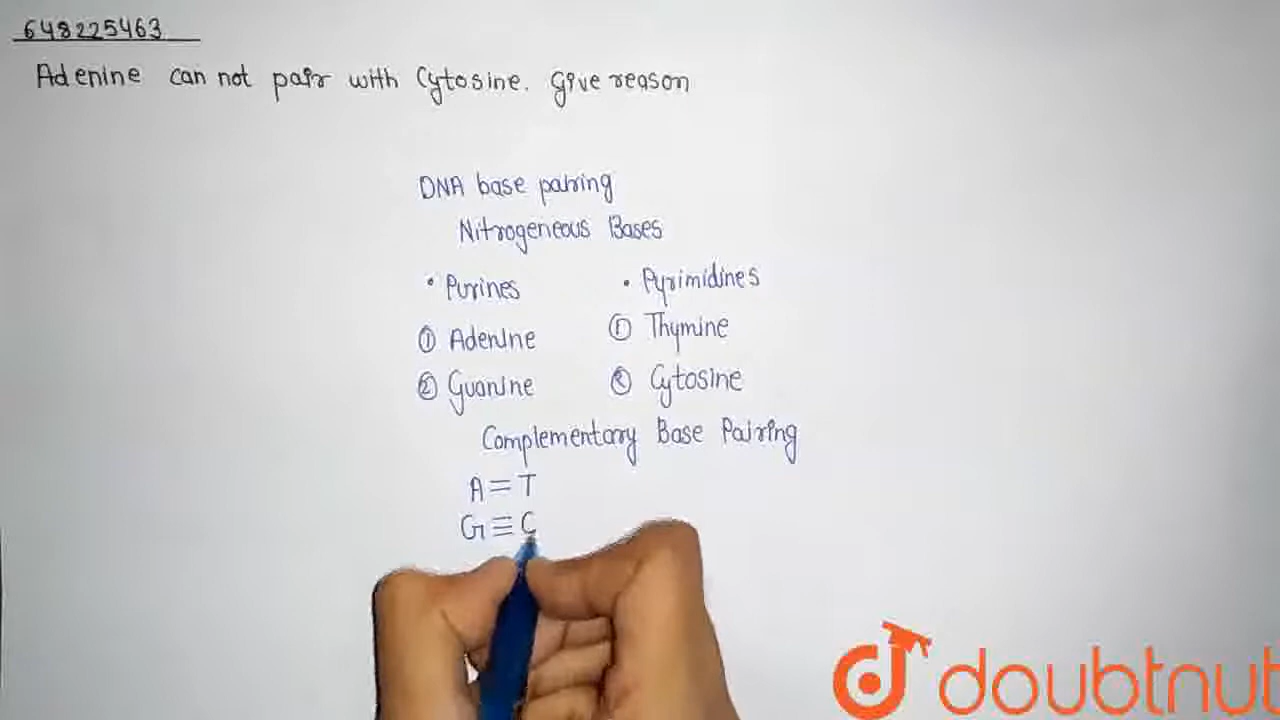 648225463
Adenine can not pair with Cytosine. Give reason
DNA base pairing
Nitrogeneous Bases
• Purines
• Pyrimidines
① Adenine
① Thymine
② Guanine
② Cytosine
Complementary Base Pairing
A=T
G≡C
doubtnut